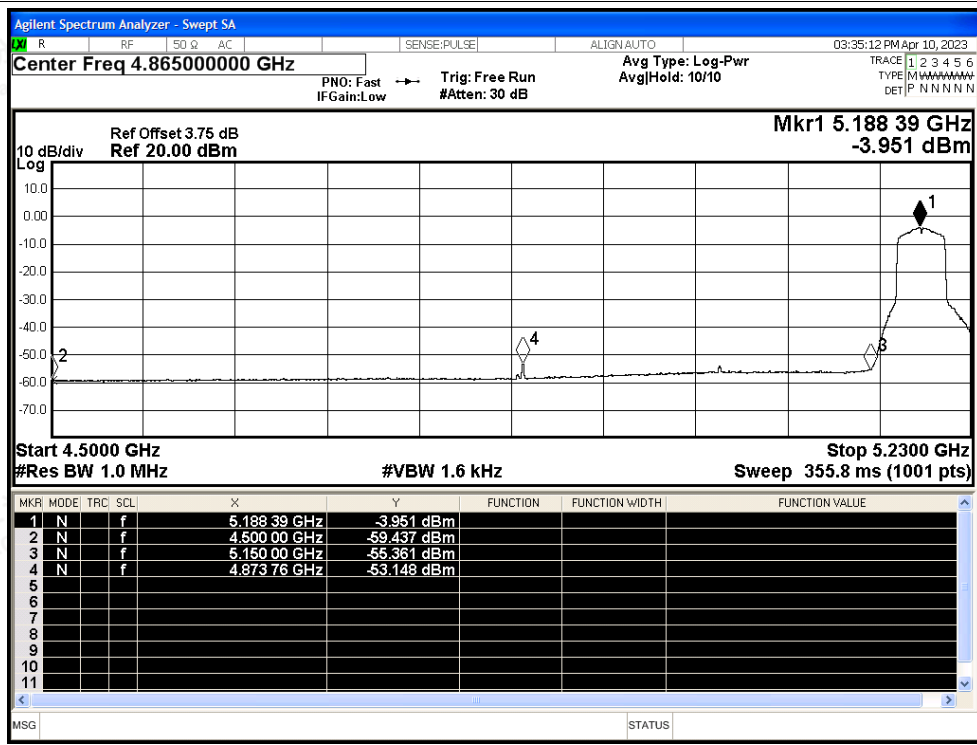 Agilent Spectrum Analyzer - Swept SA
LXI R RF 50 Ω AC SENSE:PULSE ALIGN AUTO 03:35:12 PM Apr 10, 2023
Center Freq 4.865000000 GHz
PNO: Fast
IFGain:Low
Trig: Free Run
#Atten: 30 dB
Avg Type: Log-Pwr
Avg|Hold: 10/10
TRACE 1 2 3 4 5 6
TYPE M W W W W W
DET P N N N N N
Mkr1 5.188 39 GHz
-3.951 dBm
Ref Offset 3.75 dB
10 dB/div Ref 20.00 dBm
Log
10.0
0.00
-10.0
-20.0
-30.0
-40.0
-50.0
-60.0
-70.0
1
2
4
3
Start 4.5000 GHz Stop 5.2300 GHz
#Res BW 1.0 MHz #VBW 1.6 kHz Sweep 355.8 ms (1001 pts)
MKR MODE TRC SCL X Y FUNCTION FUNCTION WIDTH FUNCTION VALUE
1 N f 5.188 39 GHz -3.951 dBm
2 N f 4.500 00 GHz -59.437 dBm
3 N f 5.150 00 GHz -55.361 dBm
4 N f 4.873 76 GHz -53.148 dBm
5
6
7
8
9
10
11
MSG STATUS